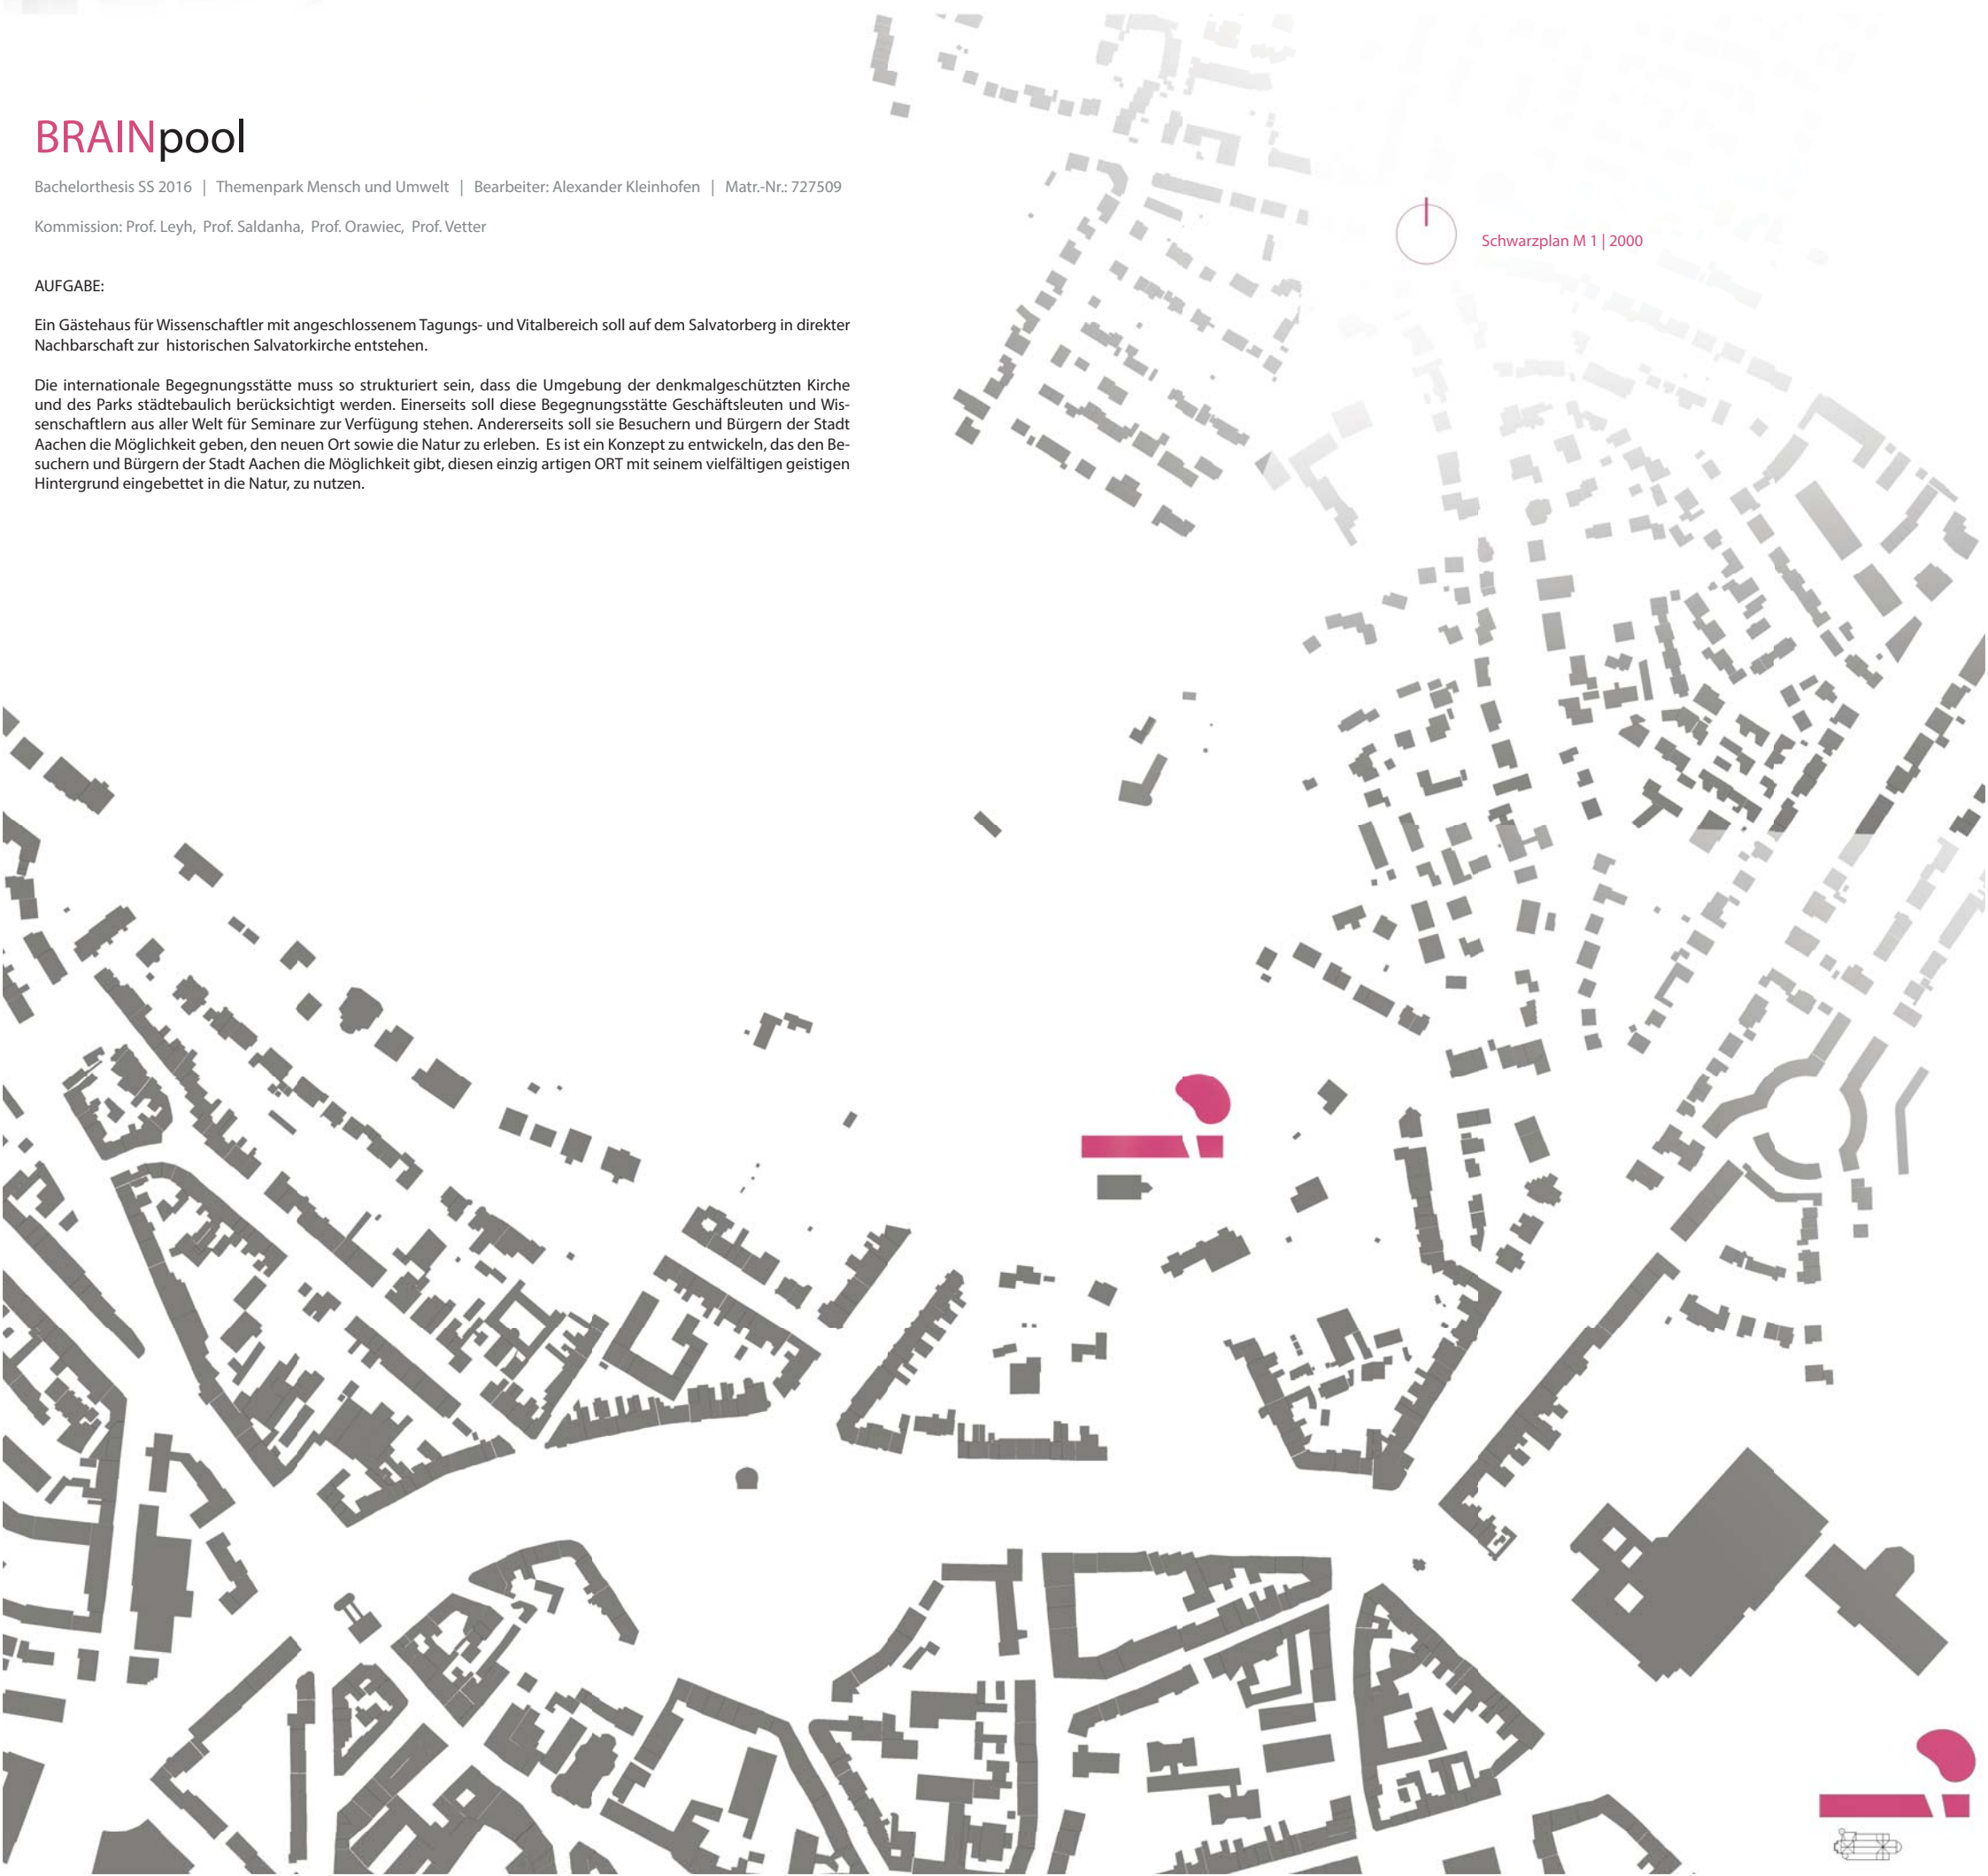 BRAINpool
Bachelorthesis SS 2016 | Themenpark Mensch und Umwelt | Bearbeiter: Alexander Kleinhofen | Matr.-Nr.: 727509
Kommission: Prof. Leyh, Prof. Saldanha, Prof. Orawiec, Prof. Vetter
Schwarzplan M 1 | 2000
AUFGABE:
Ein Gästehaus für Wissenschaftler mit angeschlossenem Tagungs- und Vitalbereich soll auf dem Salvatorberg in direkter
Nachbarschaft zur historischen Salvatorkirche entstehen.
Die internationale Begegnungsstätte muss so strukturiert sein, dass die Umgebung der denkmalgeschützten Kirche
und des Parks städtebaulich berücksichtigt werden. Einerseits soll diese Begegnungsstätte Geschäftsleuten und Wis-
senschaftlern aus aller Welt für Seminare zur Verfügung stehen. Andererseits soll sie Besuchern und Bürgern der Stadt
Aachen die Möglichkeit geben, den neuen Ort sowie die Natur zu erleben. Es ist ein Konzept zu entwickeln, das den Be-
suchern und Bürgern der Stadt Aachen die Möglichkeit gibt, diesen einzig artigen ORT mit seinem vielfältigen geistigen
Hintergrund eingebettet in die Natur, zu nutzen.